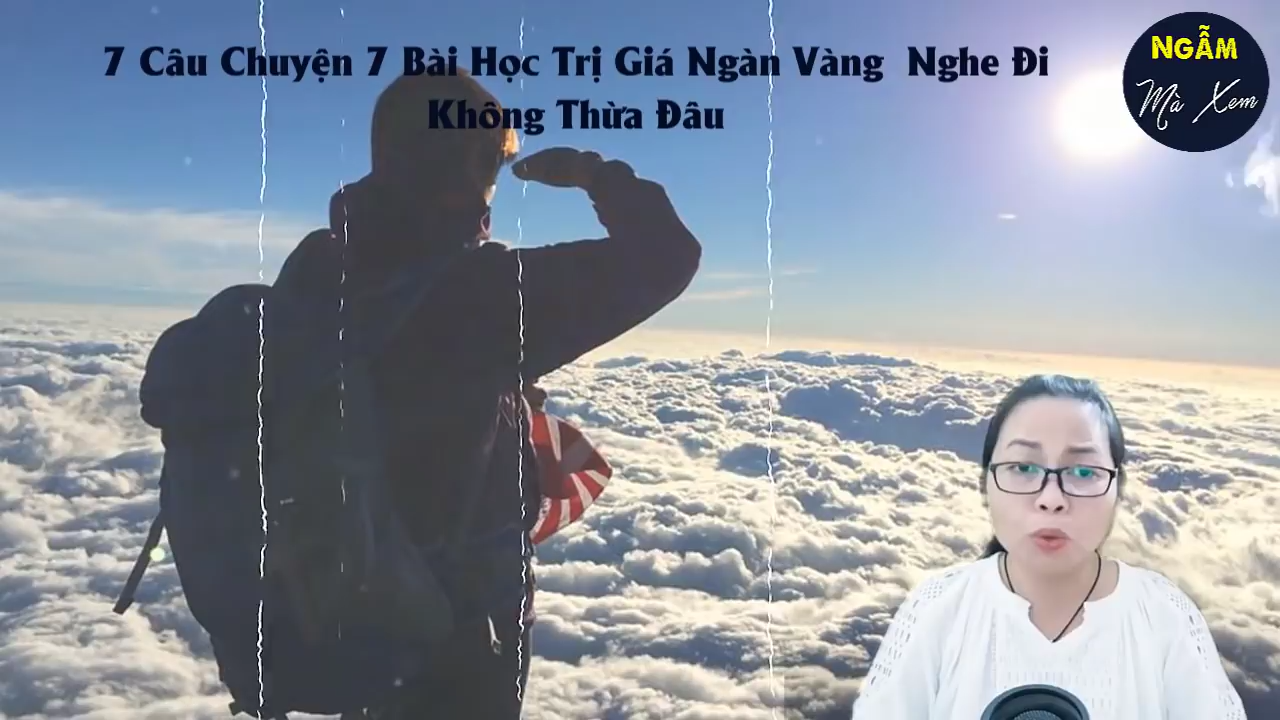 7 Câu Chuyện 7 Bài Học Trị Giá Ngàn Vàng  Nghe Đi
Không Thừa Đâu
NGẪM
Mà Xem